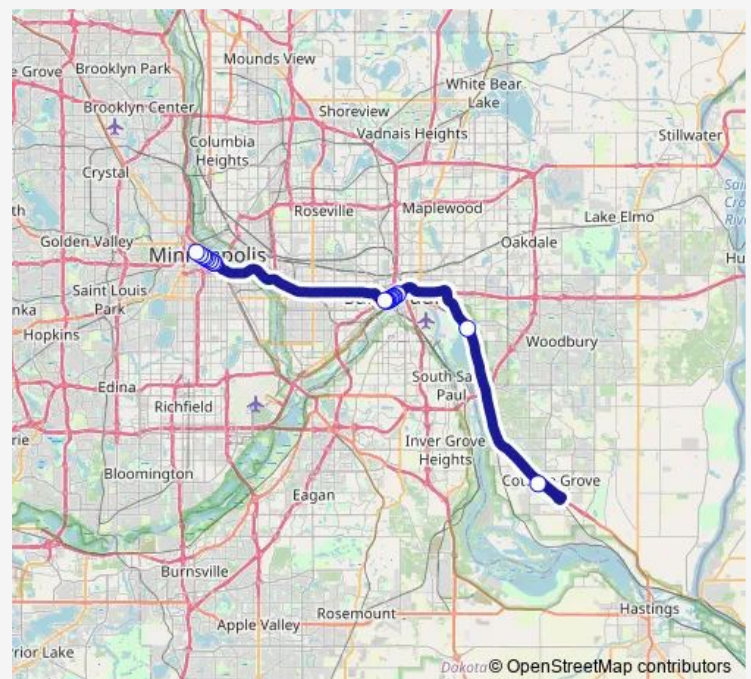 Mounds View
e Grove
Brooklyn Park
White Bear
Lake
Brooklyn Center
Shoreview
Vadnais Heights
Stillwater
Columbia
Heights
Crystal
Roseville
Maplewood
Lake Elmo
Golden Valley
Oakdale
Saint Louis
Park
Hopkins
Woodbury
Edina
South Sa
Paul
Richfield
Inver Grove
Heights
Bloomington
Eagan
Burnsville
Rosemount
Hastings
Apple Valley
rior Lake
Dakota
© OpenStreetMap contributors